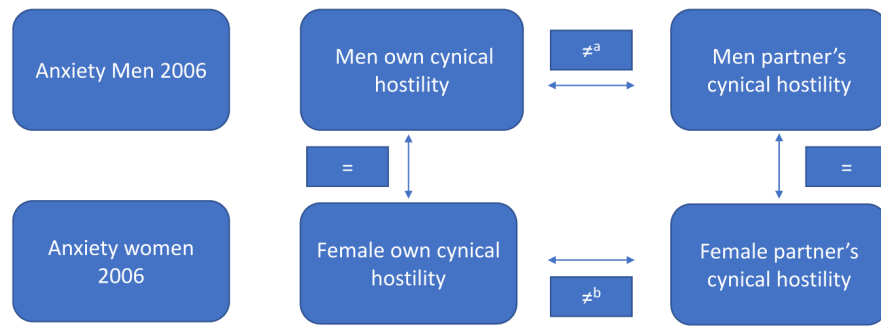 Anxiety Men 2006
Men own cynical
hostility
≠ᵃ
Men partner's
cynical hostility
=
=
Anxiety women
2006
Female own cynical
hostility
≠ᵇ
Female partner's
cynical hostility